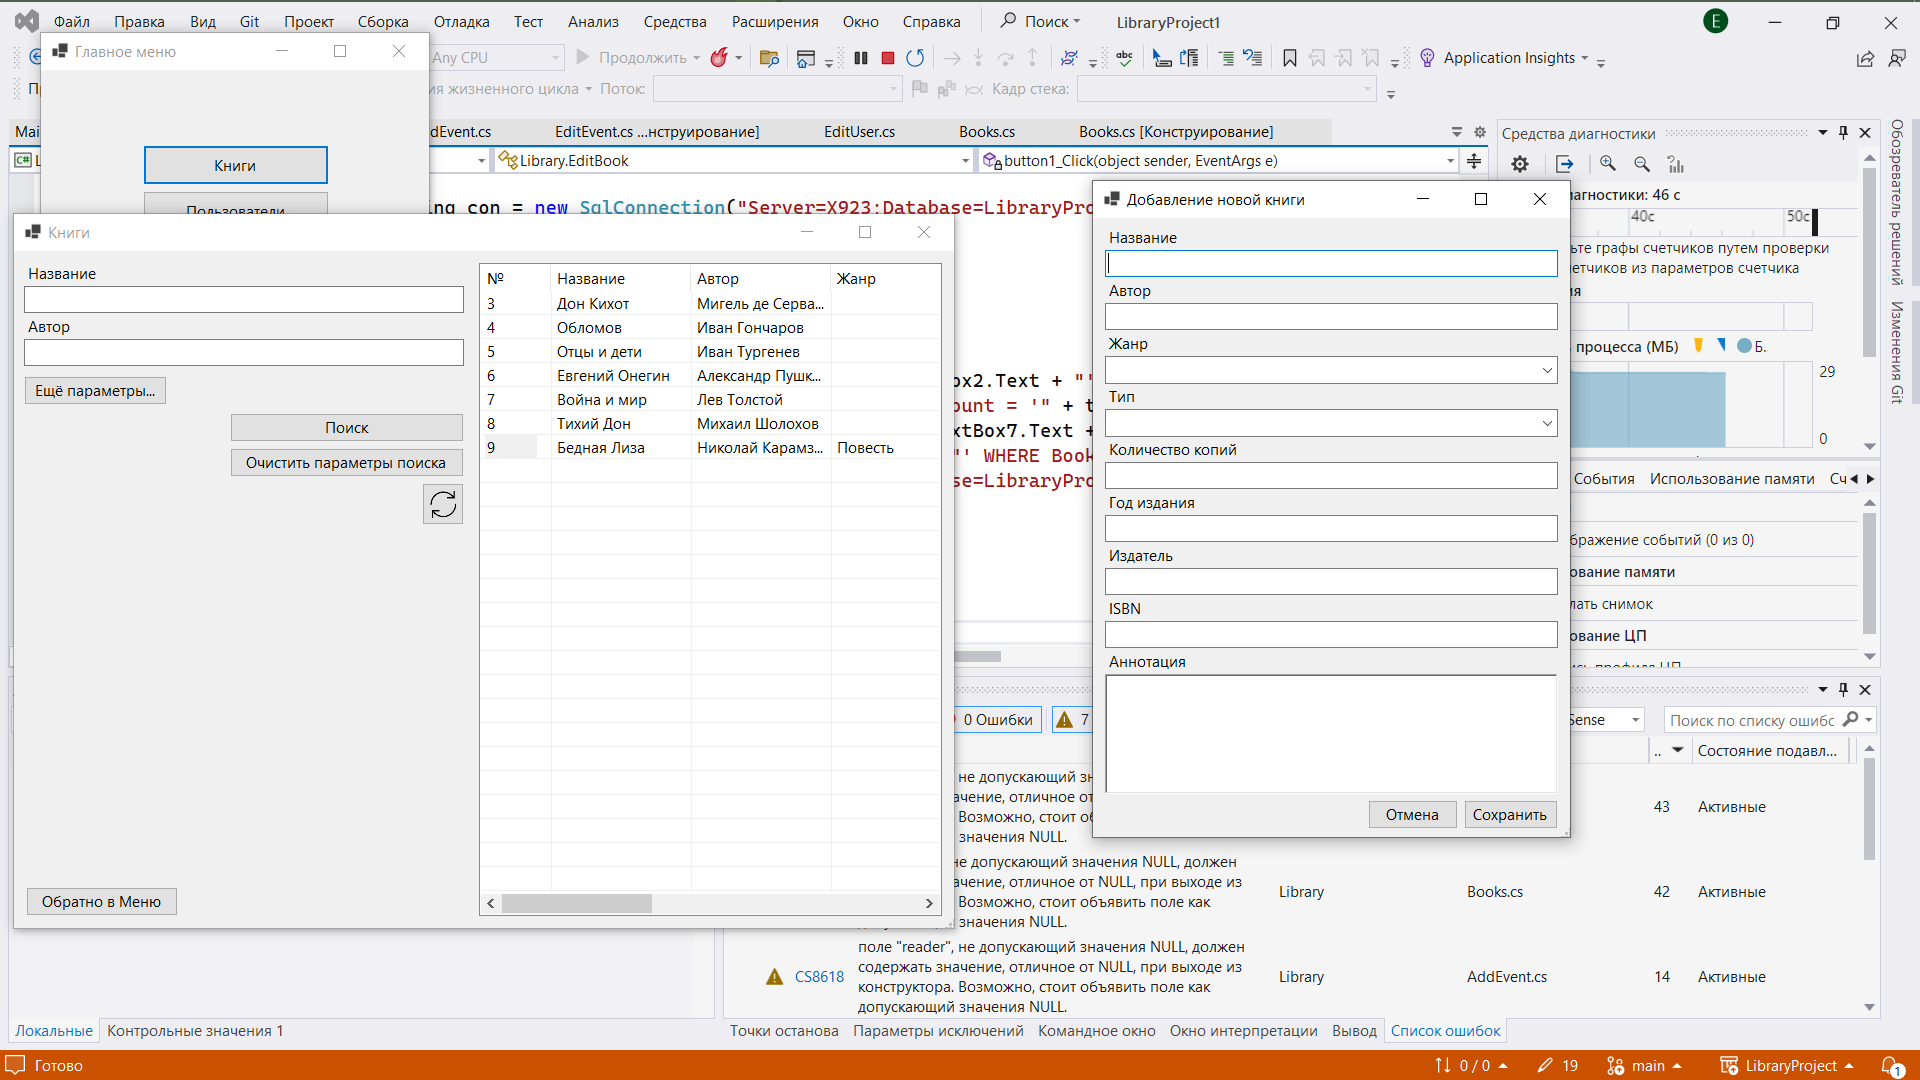 Файл Правка Вид Git Проект Сборка Отладка Тест Анализ Средства Расширения Окно Справка Поиск LibraryProject1 E
Главное меню
Any CPU Продолжить Application Insights
жизненного цикла Поток: Кадр стека:
Mai dEvent.cs EditEvent.cs ...нструирование] EditUser.cs Books.cs Books.cs [Конструирование]
Library.EditBook button1_Click(object sender, EventArgs e)
Книги
Пользователи
ing con = new SqlConnection("Server=X923;Database=LibraryPro
ox2.Text + "'
ount = '" + t
xtBox7.Text +
"' WHERE Book
se=LibraryPro
Книги
Название
Автор
Ещё параметры...
Поиск
Очистить параметры поиска
Обратно в Меню
№ Название Автор Жанр
3 Дон Кихот Мигель де Серва...
4 Обломов Иван Гончаров
5 Отцы и дети Иван Тургенев
6 Евгений Онегин Александр Пушк...
7 Война и мир Лев Толстой
8 Тихий Дон Михаил Шолохов
9 Бедная Лиза Николай Карамз... Повесть
Добавление новой книги
Название
Автор
Жанр
Тип
Количество копий
Год издания
Издатель
ISBN
Аннотация
Отмена Сохранить
Средства диагностики
агностики: 46 с
40с 50с
те графы счетчиков путем проверки
етчиков из параметров счетчика
ия
процесса (МБ) Б.
29
0
События Использование памяти Сч
бражение событий (0 из 0)
ование памяти
лать снимок
ование ЦП
Обозреватель решений
Изменения Git
0 Ошибки 7
Sense Поиск по списку ошибс
.. Состояние подавл...
не допускающий зн
ачение, отличное от
Возможно, стоит об
значения NULL.
43 Активные
не допускающий значения NULL, должен
ачение, отличное от NULL, при выходе из
Возможно, стоит объявить поле как
значения NULL.
Library Books.cs 42 Активные
CS8618
поле "reader", не допускающий значения NULL, должен
содержать значение, отличное от NULL, при выходе из
конструктора. Возможно, стоит объявить поле как
допускающий значения NULL.
Library AddEvent.cs 14 Активные
Локальные Контрольные значения 1
Точки останова Параметры исключений Командное окно Окно интерпретации Вывод Список ошибок
Готово 0 / 0 19 main LibraryProject 1